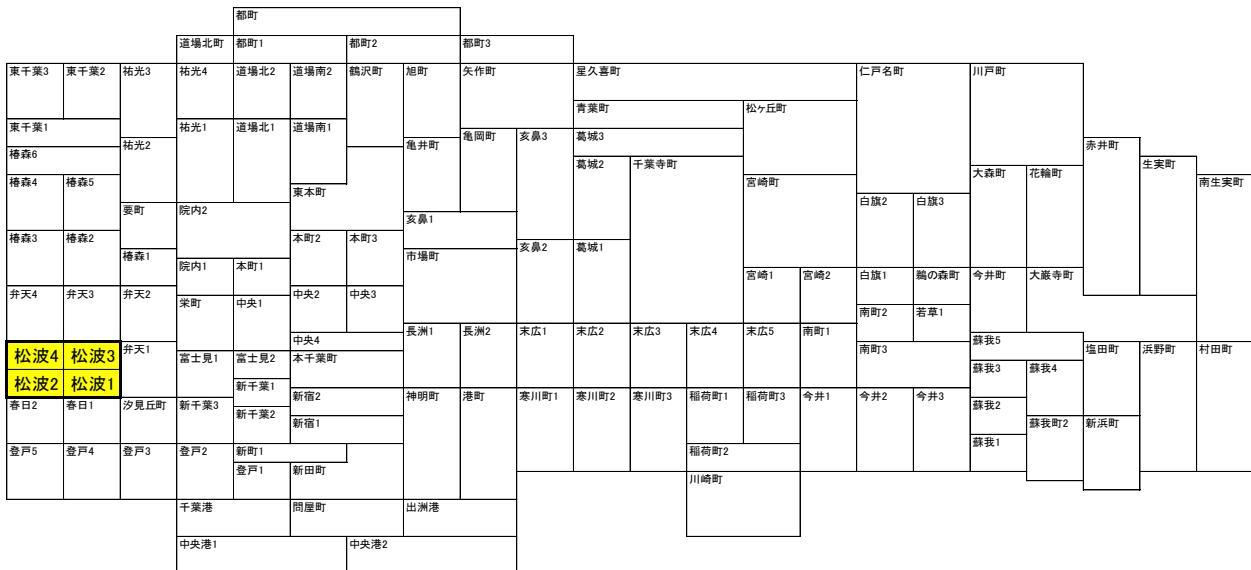 都町
道場北町 都町1 都町2 都町3
東千葉3 東千葉2 祐光3 祐光4 道場北2 道場南2 鶴沢町 旭町 矢作町 星久喜町 仁戸名町 川戸町
青葉町 松ヶ丘町
東千葉1 祐光1 道場北1 道場南1 亀岡町 亥鼻3 葛城3
祐光2 亀井町 赤井町
椿森6 葛城2 千葉寺町 生実町
椿森4 椿森5 宮崎町 大森町 花輪町 南生実町
東本町 白旗2 白旗3
要町 院内2 亥鼻1
椿森3 椿森2 本町2 本町3 亥鼻2 葛城1
椿森1 市場町
院内1 本町1 宮崎1 宮崎2 白旗1 鵜の森町 今井町 大巌寺町
弁天4 弁天3 弁天2 栄町 中央1 中央2 中央3
南町2 若草1
長洲1 長洲2 末広1 末広2 末広3 末広4 末広5 南町1
中央4 蘇我5
松波4 松波3 弁天1 富士見1 富士見2 本千葉町 南町3 塩田町 浜野町 村田町
蘇我3 蘇我4
松波2 松波1 新千葉1
春日2 春日1 汐見丘町 新千葉3 新宿2 神明町 港町 寒川町1 寒川町2 寒川町3 稲荷町1 稲荷町3 今井1 今井2 今井3
新千葉2 蘇我2
新宿1 蘇我町2 新浜町
蘇我1
登戸5 登戸4 登戸3 登戸2 新町1 稲荷町2
登戸1 新田町
川崎町
千葉港 問屋町 出洲港
中央港1 中央港2